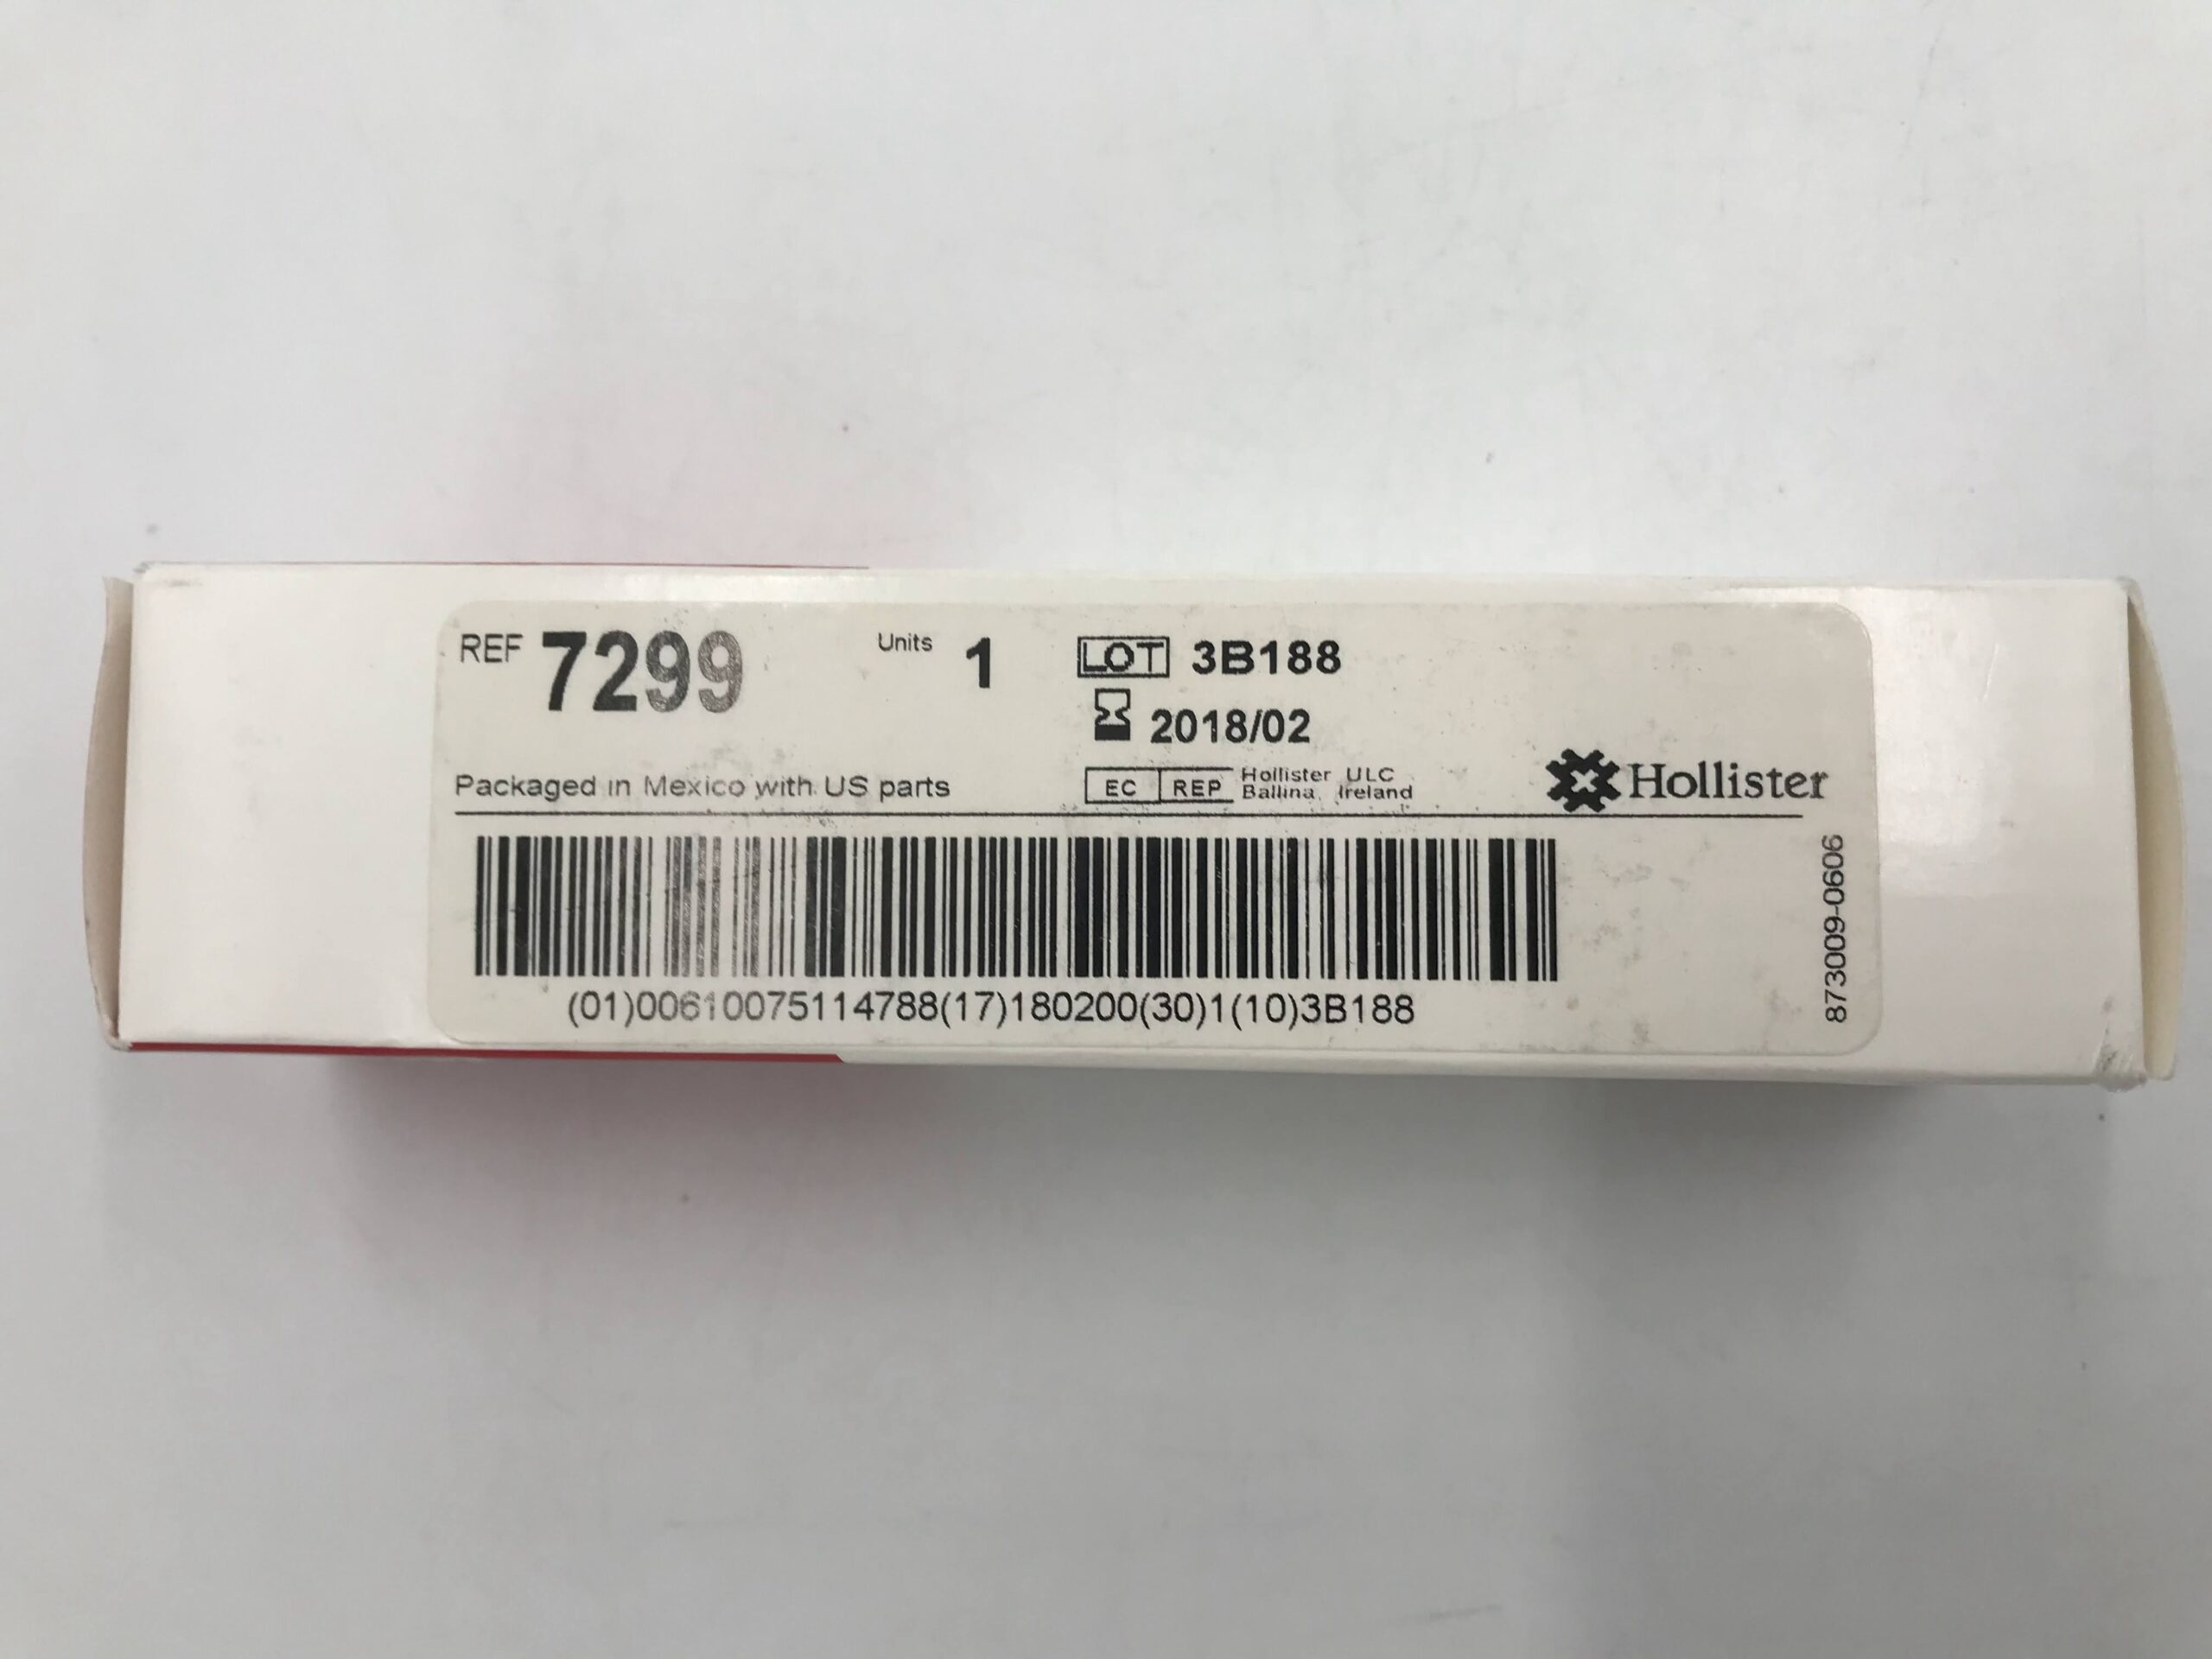 REF 7299 Units 1 LOT 3B188
2018/02
Packaged in Mexico with US parts
EC REP Hollister ULC
Ballina, Ireland
Hollister
(01)00610075114788(17)180200(30)1(10)3B188
873009-0606